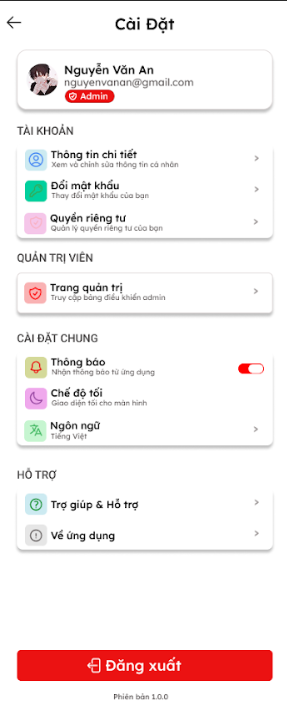 Cài Đặt
Nguyễn Văn An
nguyenvanan@gmail.com
Admin
TÀI KHOẢN
Thông tin chi tiết
Xem và chỉnh sửa thông tin cá nhân
Đổi mật khẩu
Thay đổi mật khẩu của bạn
Quyền riêng tư
Quản lý quyền riêng tư của bạn
QUẢN TRỊ VIÊN
Trang quản trị
Truy cập bảng điều khiển admin
CÀI ĐẶT CHUNG
Thông báo
Nhận thông báo từ ứng dụng
Chế độ tối
Giao diện tối cho màn hình
Ngôn ngữ
Tiếng Việt
HỖ TRỢ
Trợ giúp & Hỗ trợ
Về ứng dụng
Đăng xuất
Phiên bản 1.0.0